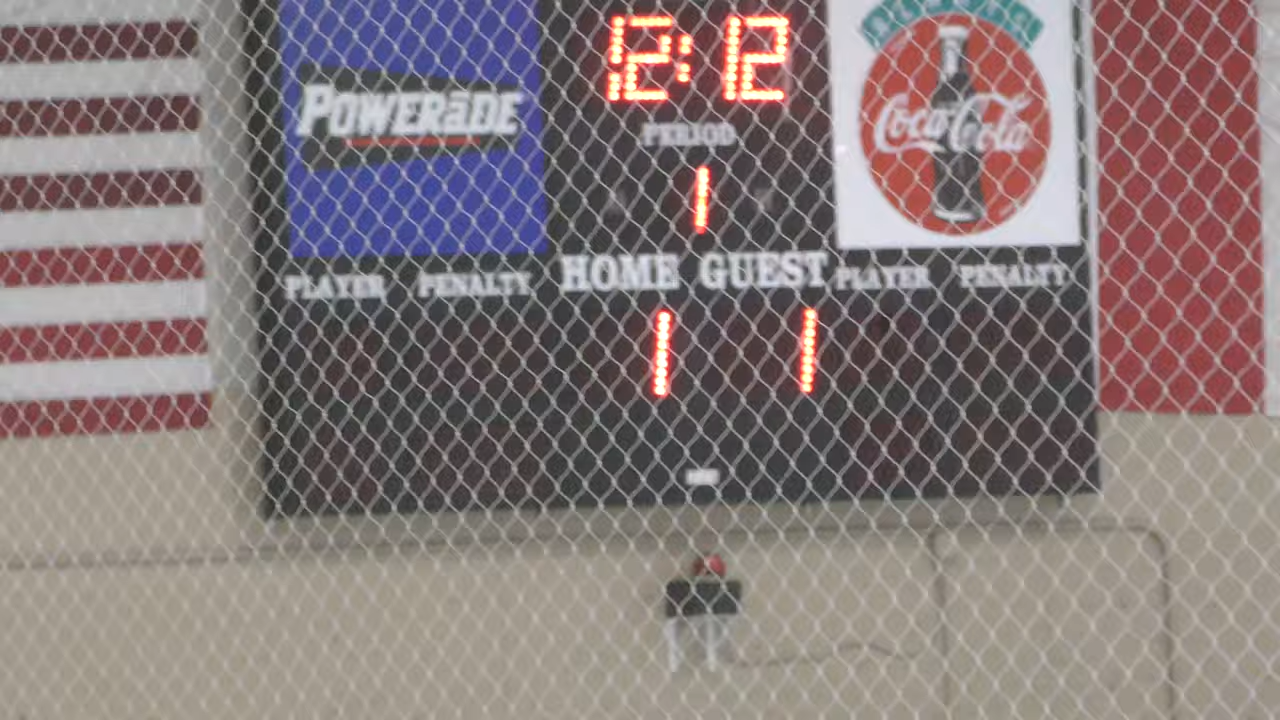 POWERADE
12:12
PERIOD
Coca-Cola
1
HOME GUEST
PLAYER PENALTY
PLAYER PENALTY
1 1